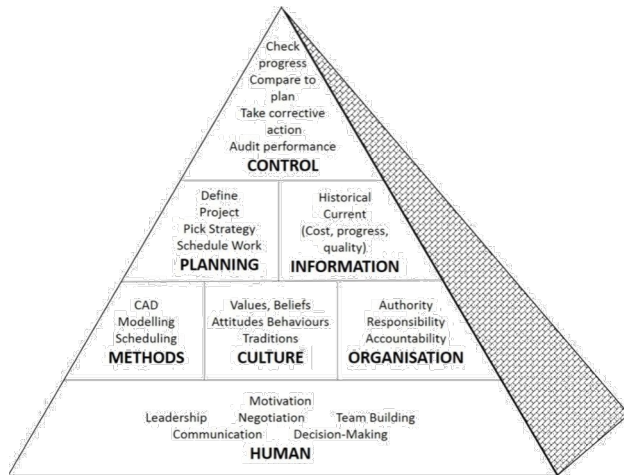 Check
progress
Compare to
plan
Take corrective
action
Audit performance
CONTROL
Define
Project
Pick Strategy
Schedule Work
PLANNING
Historical
Current
(Cost, progress,
quality)
INFORMATION
CAD
Modelling
Scheduling
METHODS
Values, Beliefs
Attitudes Behaviours
Traditions
CULTURE
Authority
Responsibility
Accountability
ORGANISATION
Motivation
Leadership Negotiation Team Building
Communication Decision-Making
HUMAN